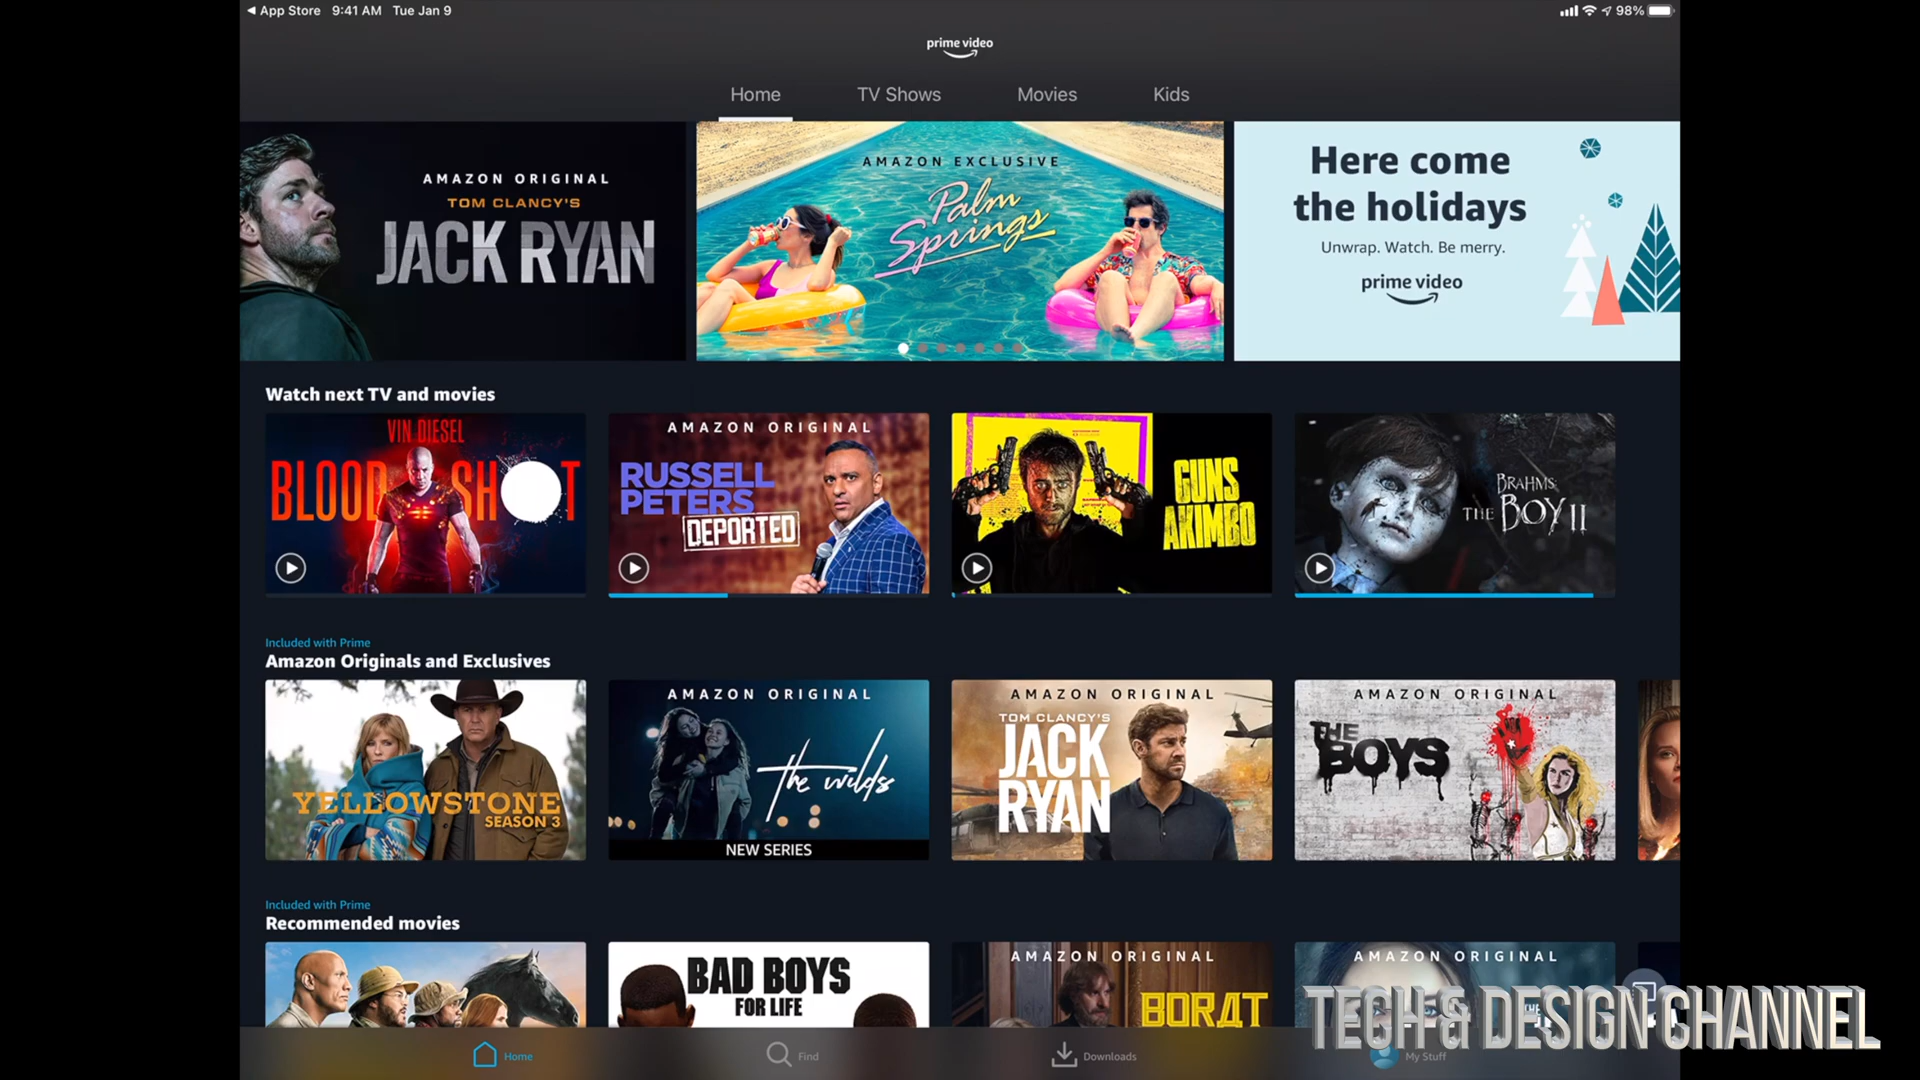 App Store 9:41 AM Tue Jan 9
98%
prime video
Home TV Shows Movies Kids
AMAZON ORIGINAL
TOM CLANCY'S
JACK RYAN
AMAZON EXCLUSIVE
Palm
Springs
Here come
the holidays
Unwrap. Watch. Be merry.
prime video
Watch next TV and movies
VIN DIESEL
BLOODSHOT
AMAZON ORIGINAL
RUSSELL
PETERS
DEPORTED
GUNS
AKIMBO
BRAHMS:
THE BOY II
Included with Prime
Amazon Originals and Exclusives
YELLOWSTONE
SEASON 3
AMAZON ORIGINAL
the wilds
NEW SERIES
AMAZON ORIGINAL
TOM CLANCY'S
JACK
RYAN
AMAZON ORIGINAL
THE
BOYS
Included with Prime
Recommended movies
BAD BOYS
FOR LIFE
AMAZON ORIGINAL
BORAT
AMAZON ORIGINAL
TECH & DESIGN CHANNEL
Home Find Downloads My Stuff